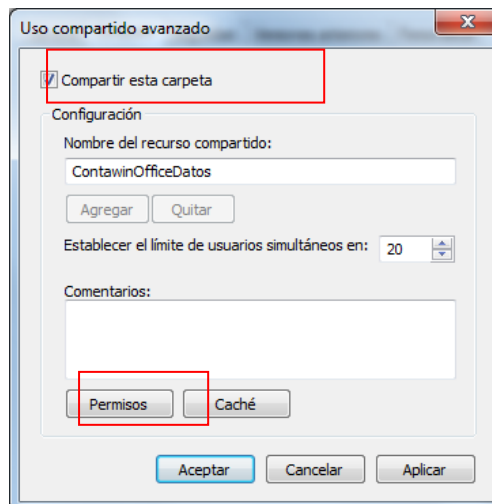 Uso compartido avanzado
Compartir esta carpeta
Configuración
Nombre del recurso compartido:
ContawinOfficeDatos
Agregar Quitar
Establecer el límite de usuarios simultáneos en: 20
Comentarios:
Permisos Caché
Aceptar Cancelar Aplicar